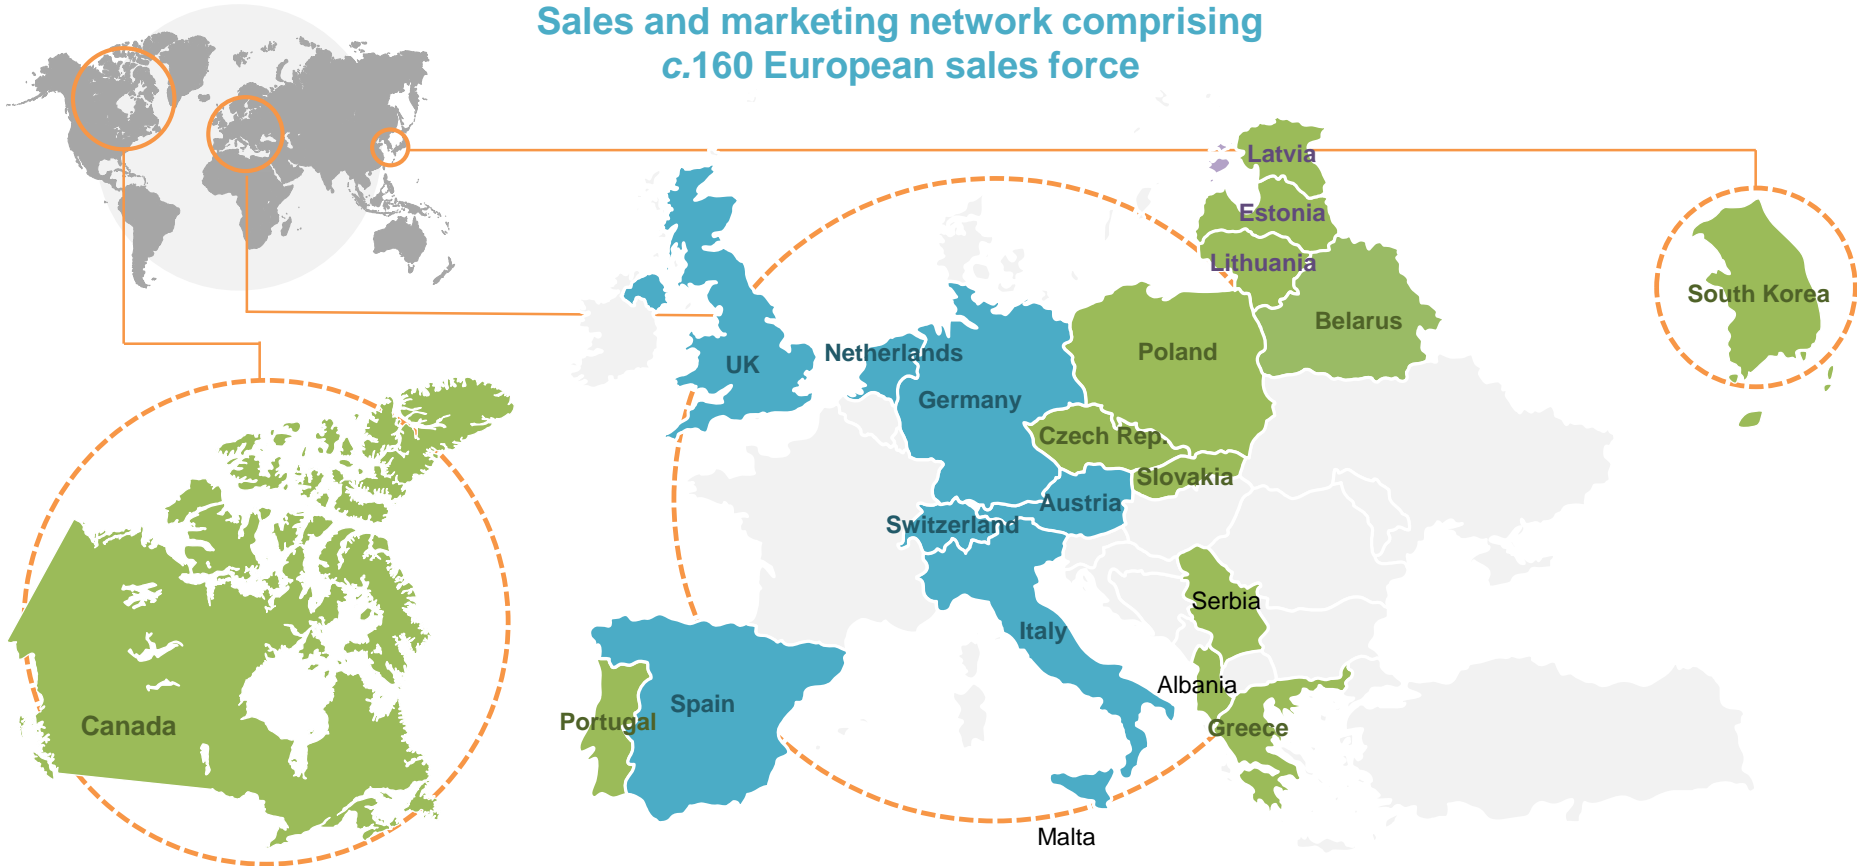 Sales and marketing network comprising
c.160 European sales force
Latvia
Estonia
Lithuania
South Korea
Belarus
Poland
Netherlands
UK
Germany
Czech Rep.
Slovakia
Austria
Switzerland
Serbia
Italy
Albania
Spain
Portugal
Canada
Greece
Malta